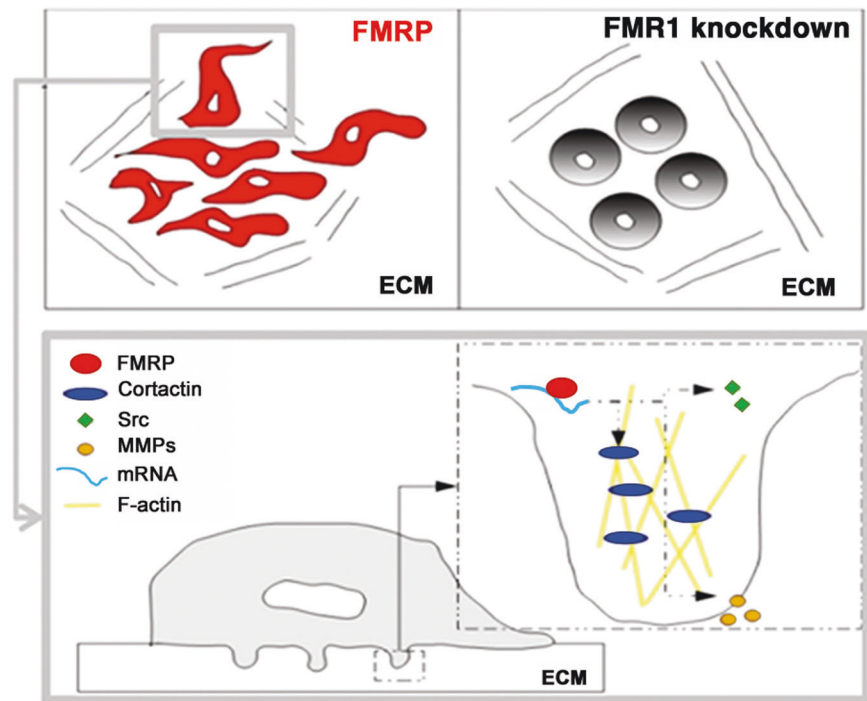 FMRP
FMR1 knockdown
ECM
ECM
FMRP
Cortactin
Src
MMPs
mRNA
F-actin
ECM